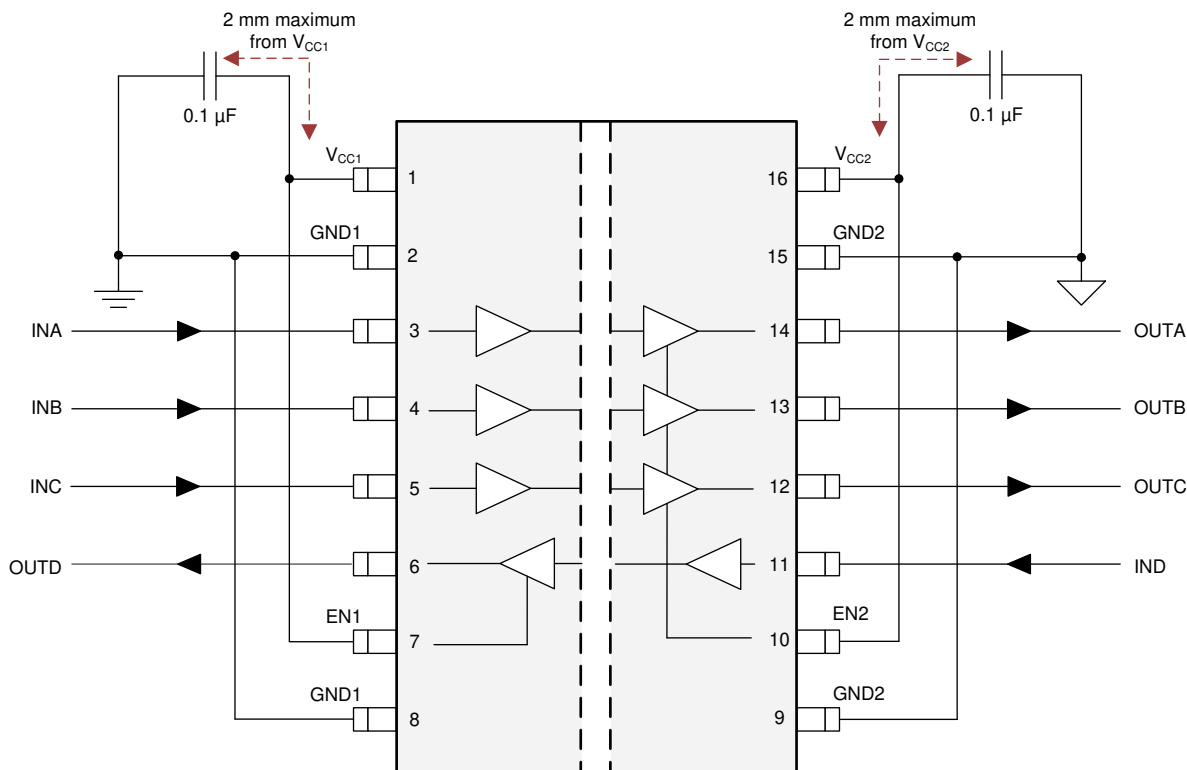 2 mm maximum
from VCC1
2 mm maximum
from VCC2
0.1 µF
0.1 µF
VCC1
1
16
VCC2
GND1
2
15
GND2
INA
3
14
OUTA
INB
4
13
OUTB
INC
5
12
OUTC
OUTD
6
11
IND
EN1
7
10
EN2
GND1
8
9
GND2